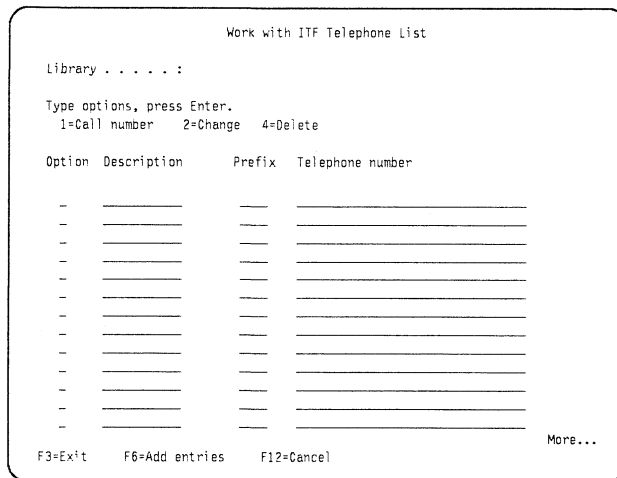 Work with ITF Telephone List
Library . . . . . :
Type options, press Enter.
1=Call number 2=Change 4=Delete
Option Description Prefix Telephone number
More...
F3=Exit F6=Add entries F12=Cancel